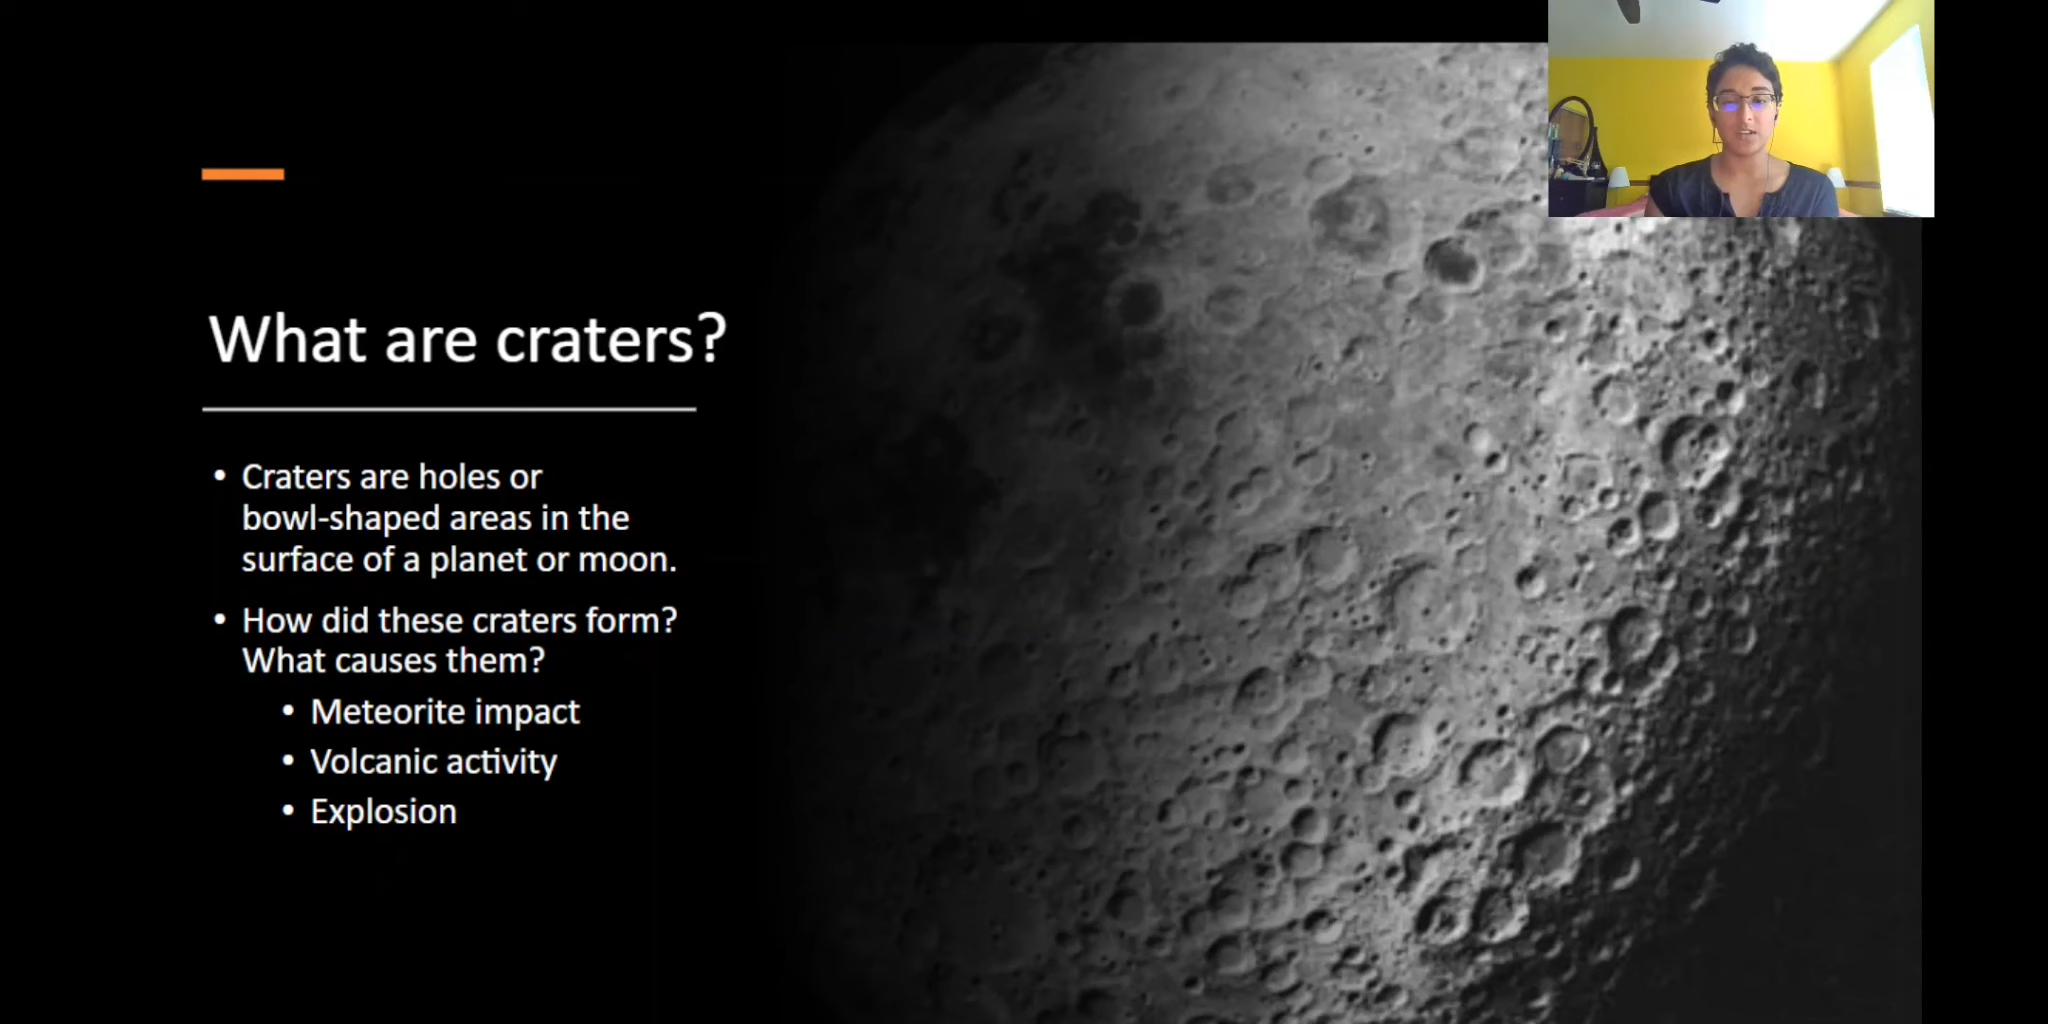 What are craters?
• Craters are holes or
bowl-shaped areas in the
surface of a planet or moon.
• How did these craters form?
What causes them?
• Meteorite impact
• Volcanic activity
• Explosion